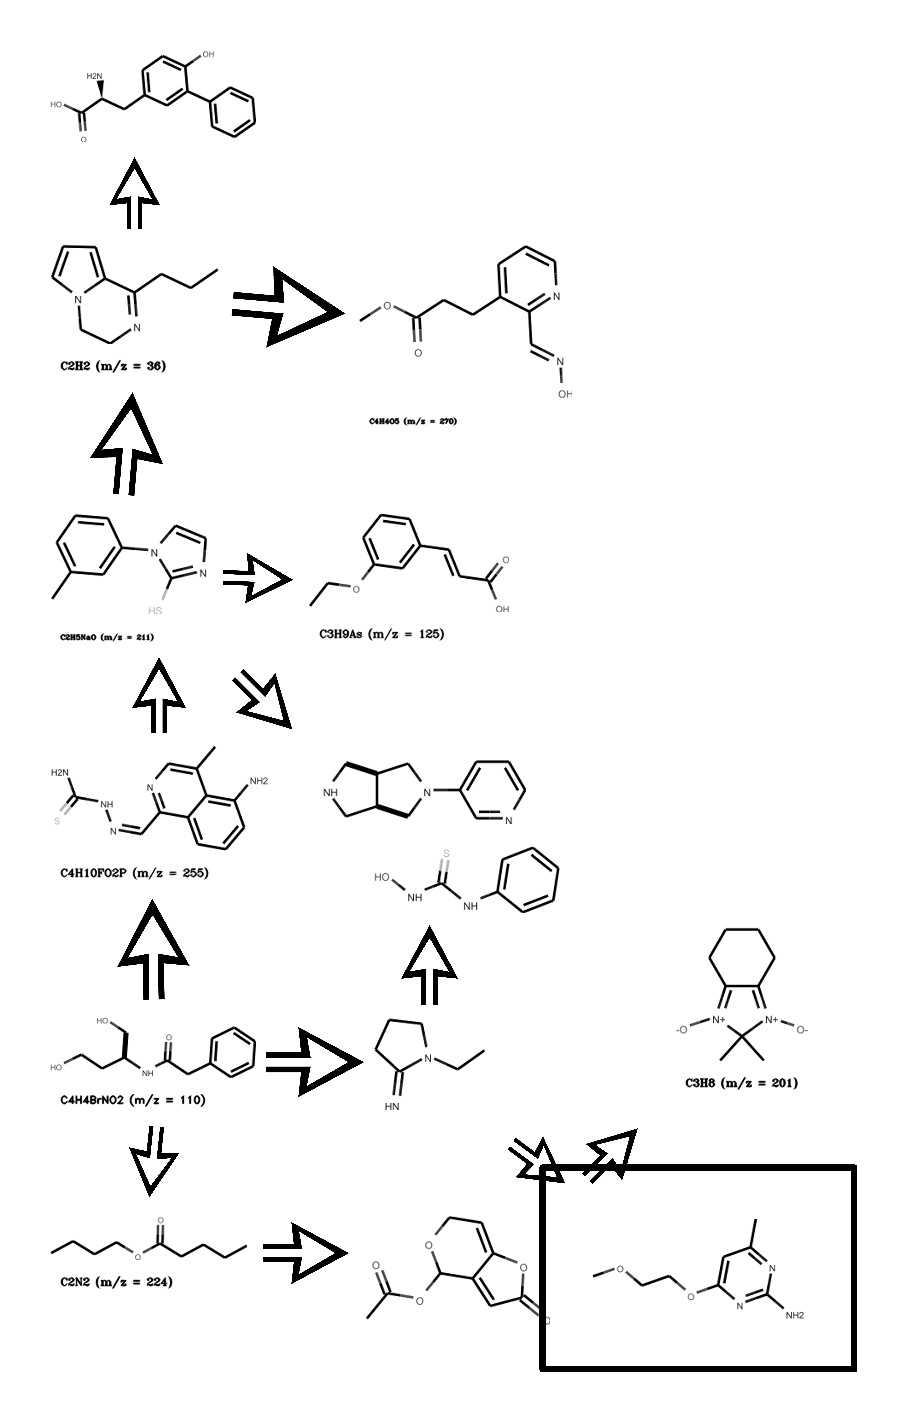 OH
H2N
HO
O
N
N
C2H2 (m/z = 36)
O
O
N
N
OH
C4H4O5 (m/z = 270)
N
N
HS
C2H5NaO (m/z = 211)
O
O
OH
C3H9As (m/z = 125)
H2N
S
NH
N
N
NH2
C4H10FO2P (m/z = 255)
NH
N
N
HO
NH
S
NH
HO
HO
O
NH
C4H4BrNO2 (m/z = 110)
N
HN
-O
N+
N+
O-
C3H8 (m/z = 201)
O
O
C2N2 (m/z = 224)
O
O
O
O
O
O
O
N
N
NH2